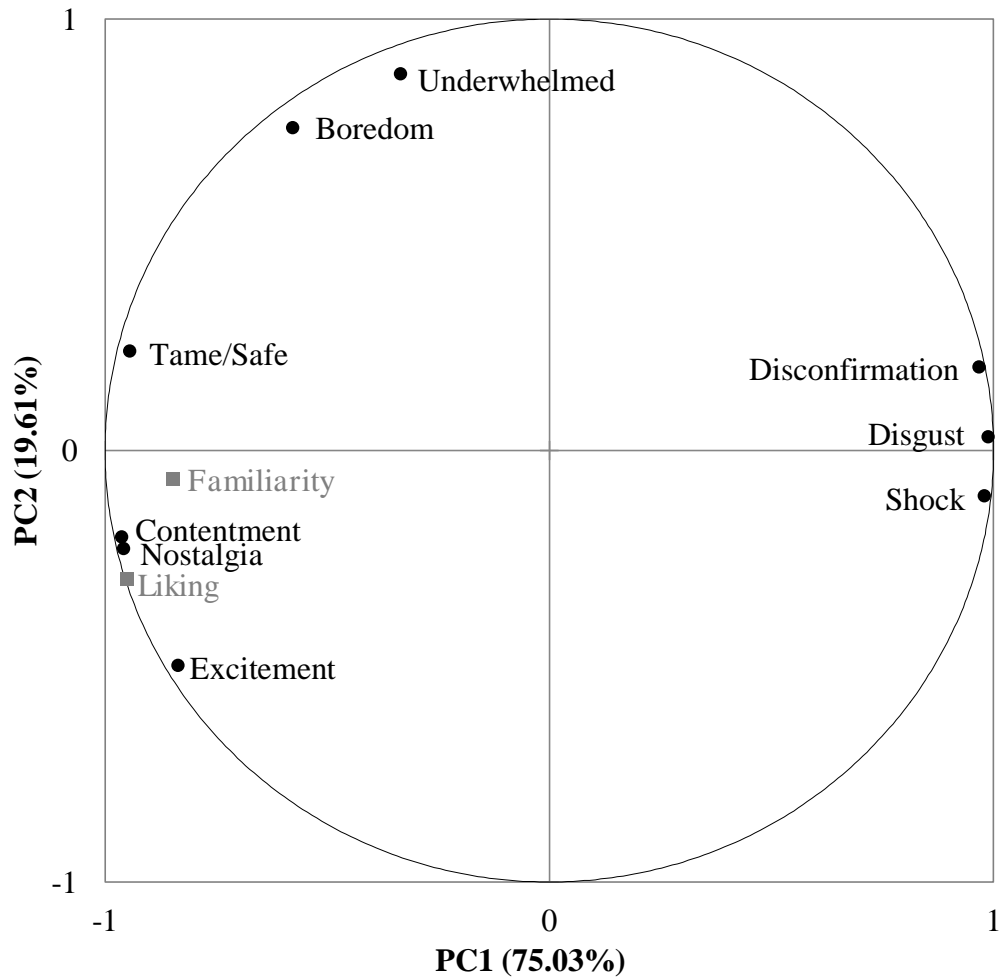 1
Underwhelmed
Boredom
Tame/Safe
Disconfirmation
Disgust
0
Familiarity
Shock
Contentment
Nostalgia
Liking
Excitement
-1
-1
0
1
PC1 (75.03%)
PC2 (19.61%)